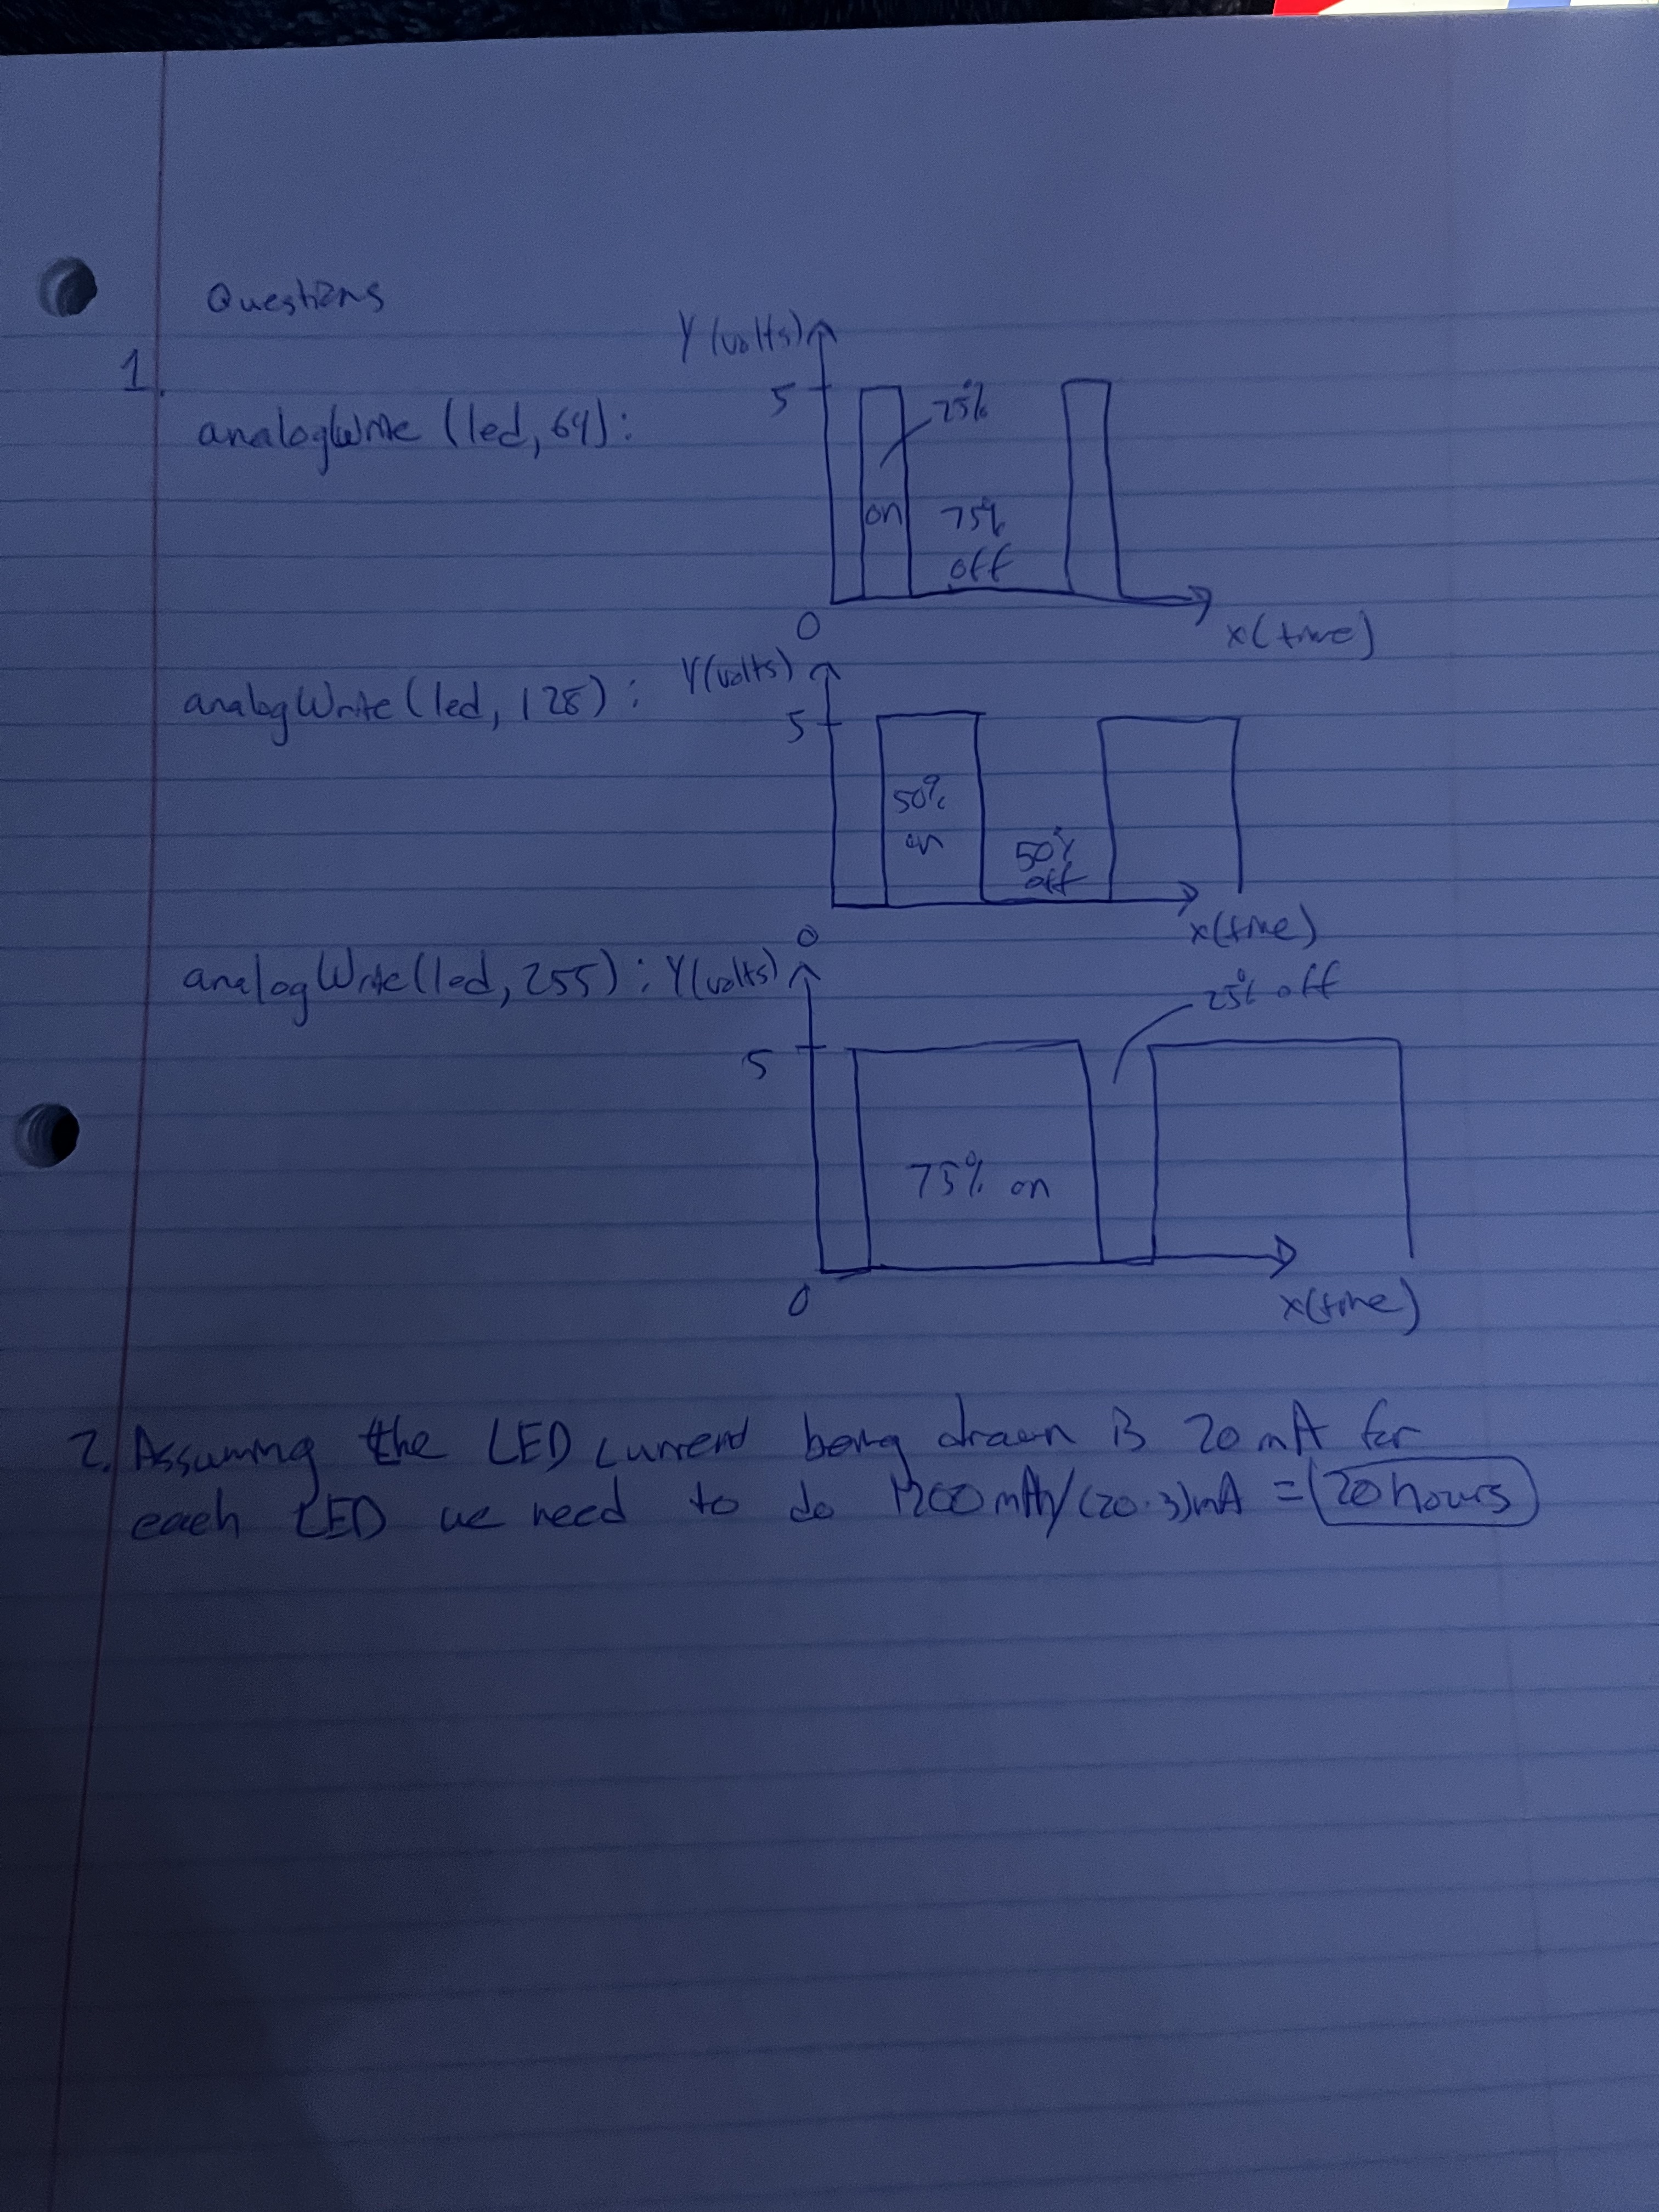 Questions
1.
Y (volts)
5
25%
analogWrite (led, 64):
on
75%
off
0
x(time)
Y(volts)
analogWrite(led, 128):
5
50%
on
50%
off
x(time)
0
analogWrite(led, 255): Y(volts)
25% off
5
75% on
0
x(time)
2. Assuming the LED current being drawn is 20 mA for
each LED we need to do 1200mAh/(20·3)mA = 20 hours